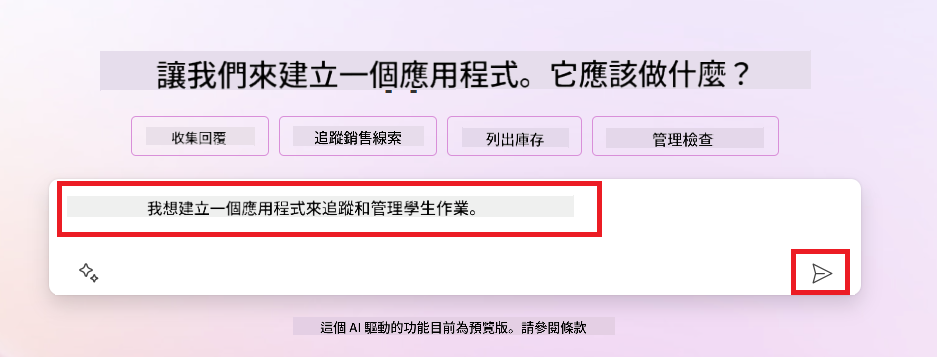 讓我們來建立一個應用程式。它應該做什麼？
收集回覆
追蹤銷售線索
列出庫存
管理檢查
我想建立一個應用程式來追蹤和管理學生作業。
這個 AI 驅動的功能目前為預覽版。請參閱條款